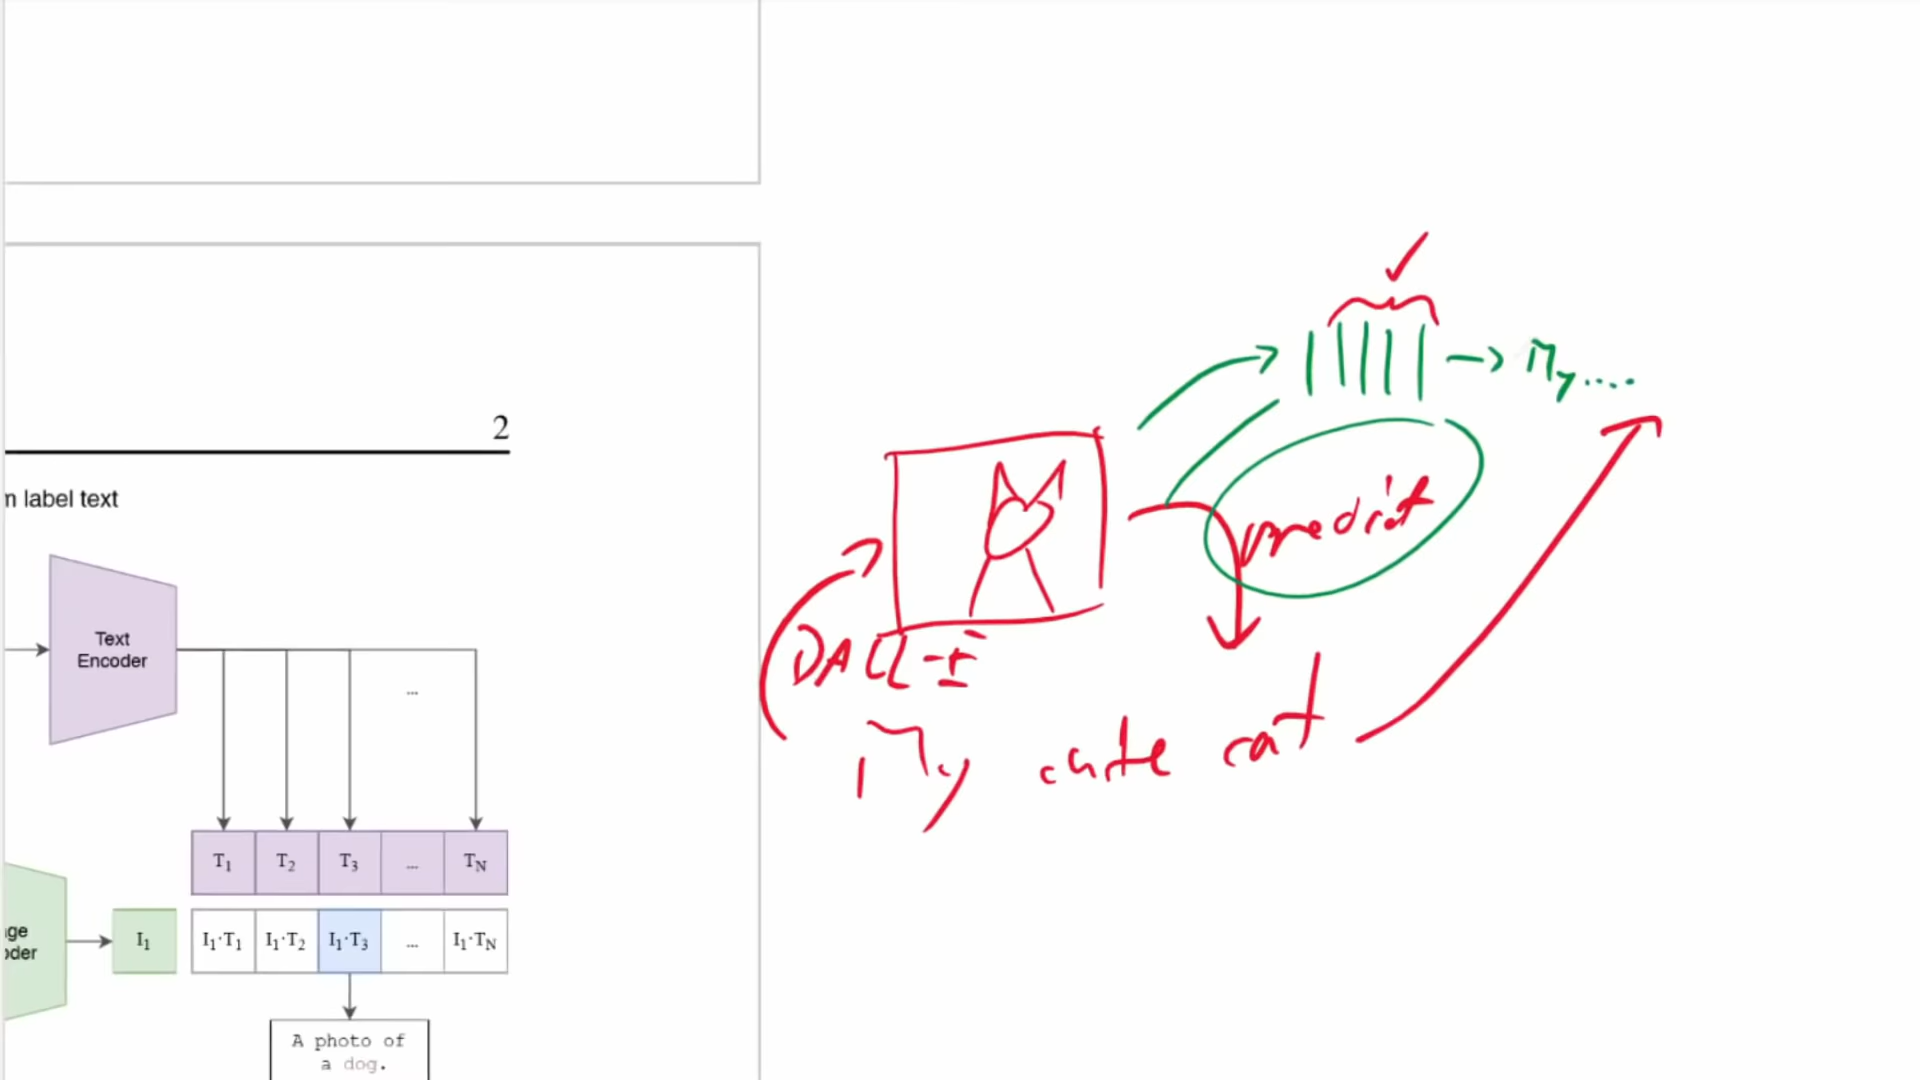 2
n label text
Text
Encoder
...
T1 T2 T3 ... TN
ge
oder
I1
I1·T1 I1·T2 I1·T3 ... I1·TN
A photo of
a dog.
My....
predict
DALL-E
My cute cat